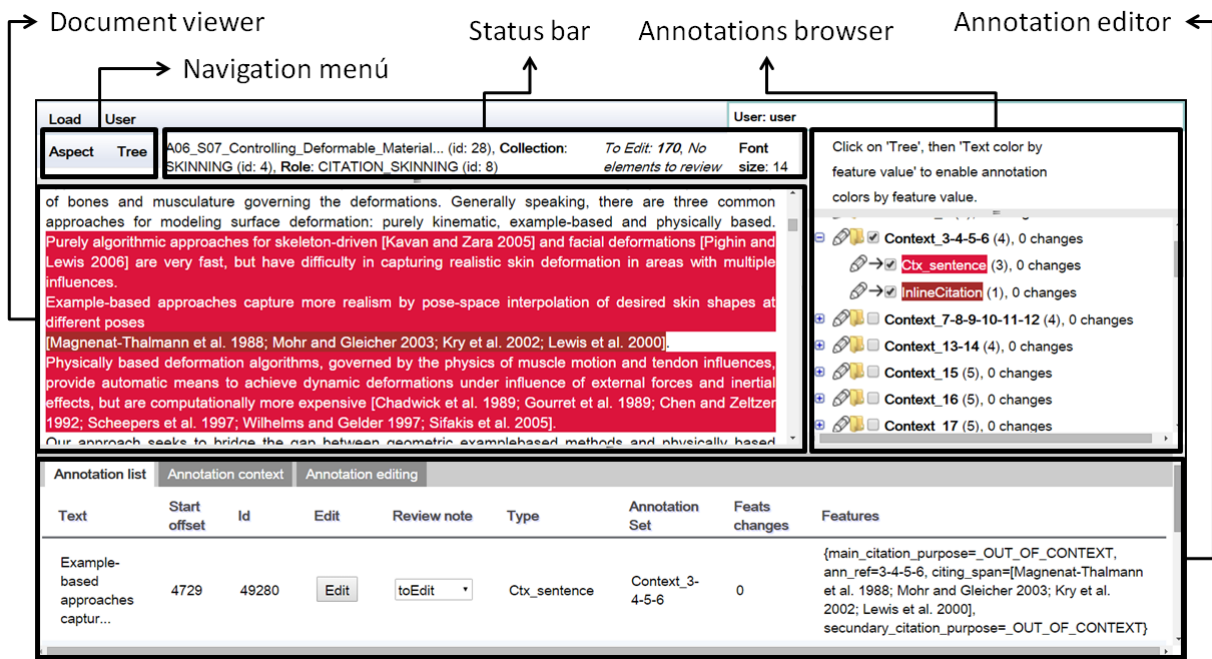 Document viewer
Status bar
Annotations browser
Annotation editor
Navigation menú
Load User
User: user
Aspect Tree
A06_S07_Controlling_Deformable_Material... (id: 28), Collection:
SKINNING (id: 4), Role: CITATION_SKINNING (id: 8)
To Edit: 170, No
elements to review
Font
size: 14
Click on 'Tree', then 'Text color by
feature value' to enable annotation
colors by feature value.
of bones and musculature governing the deformations. Generally speaking, there are three common
approaches for modeling surface deformation: purely kinematic, example-based and physically based.
Purely algorithmic approaches for skeleton-driven [Kavan and Zara 2005] and facial deformations [Pighin and
Lewis 2006] are very fast, but have difficulty in capturing realistic skin deformation in areas with multiple
influences.
Example-based approaches capture more realism by pose-space interpolation of desired skin shapes at
different poses
[Magnenat-Thalmann et al. 1988; Mohr and Gleicher 2003; Kry et al. 2002; Lewis et al. 2000].
Physically based deformation algorithms, governed by the physics of muscle motion and tendon influences,
provide automatic means to achieve dynamic deformations under influence of external forces and inertial
effects, but are computationally more expensive [Chadwick et al. 1989; Gourret et al. 1989; Chen and Zeltzer
1992; Scheepers et al. 1997; Wilhelms and Gelder 1997; Sifakis et al. 2005].
Our approach seeks to bridge the gap between geometric examplebased methods and physically based
Context_3-4-5-6 (4), 0 changes
Ctx_sentence (3), 0 changes
InlineCitation (1), 0 changes
Context_7-8-9-10-11-12 (4), 0 changes
Context_13-14 (4), 0 changes
Context_15 (5), 0 changes
Context_16 (5), 0 changes
Context_17 (5), 0 changes
Annotation list Annotation context Annotation editing
Text
Start
offset
Id
Edit
Review note
Type
Annotation
Set
Feats
changes
Features
Example-
based
approaches
captur...
4729
49280
Edit
toEdit
Ctx_sentence
Context_3-
4-5-6
0
{main_citation_purpose=_OUT_OF_CONTEXT,
ann_ref=3-4-5-6, citing_span=[Magnenat-Thalmann
et al. 1988; Mohr and Gleicher 2003; Kry et al.
2002; Lewis et al. 2000],
secundary_citation_purpose=_OUT_OF_CONTEXT}